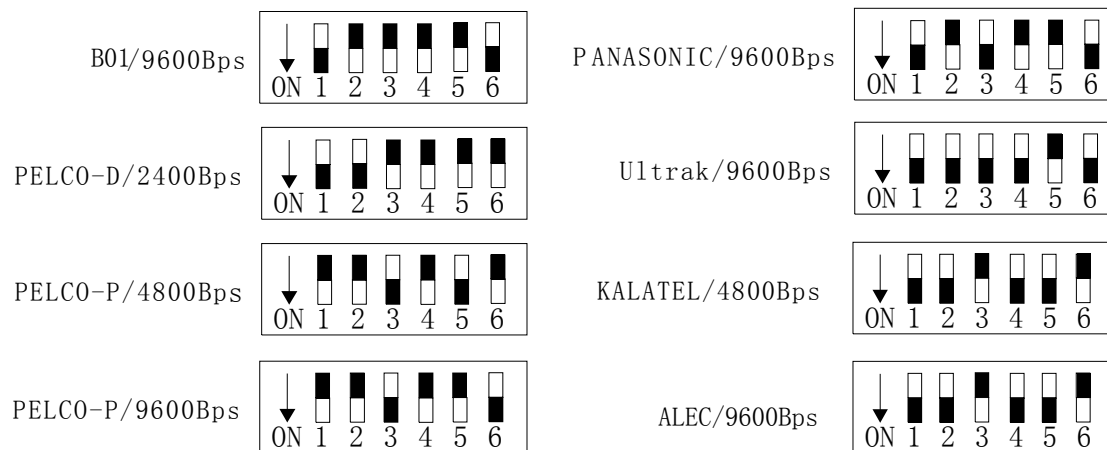 B01/9600Bps
ON 1 2 3 4 5 6
PELCO-D/2400Bps
ON 1 2 3 4 5 6
PELCO-P/4800Bps
ON 1 2 3 4 5 6
PELCO-P/9600Bps
ON 1 2 3 4 5 6
PANASONIC/9600Bps
ON 1 2 3 4 5 6
Ultrak/9600Bps
ON 1 2 3 4 5 6
KALATEL/4800Bps
ON 1 2 3 4 5 6
ALEC/9600Bps
ON 1 2 3 4 5 6